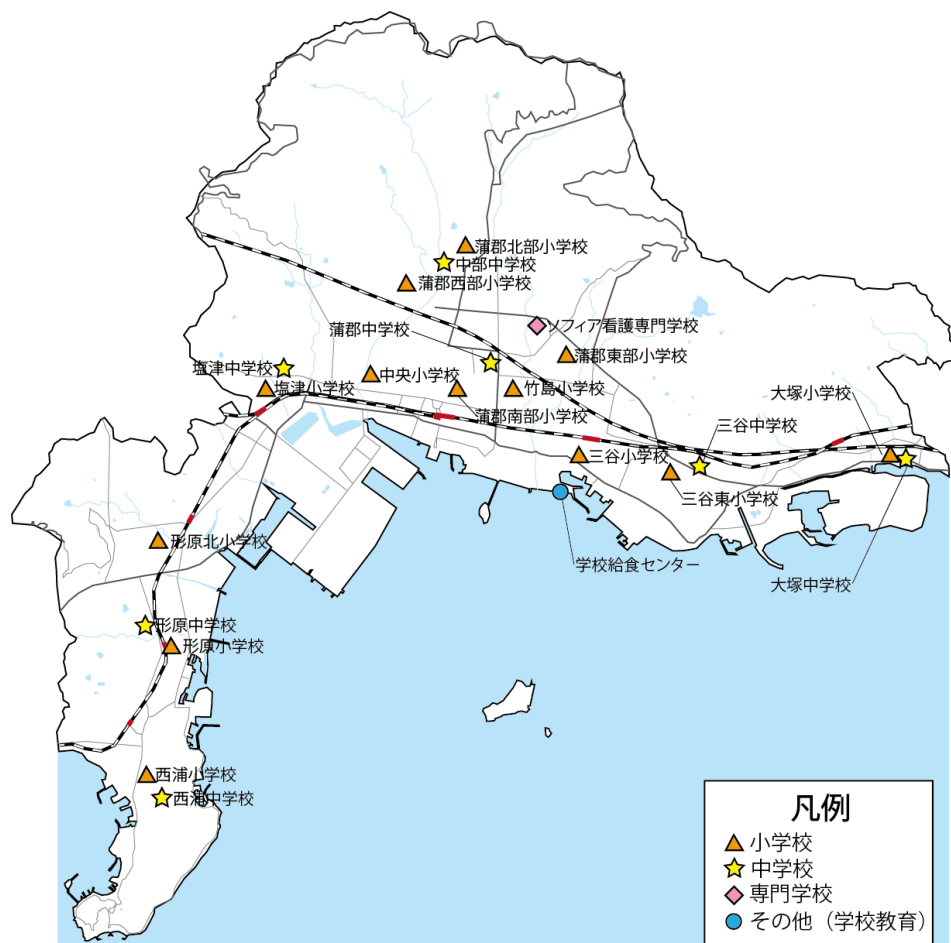 蒲郡北部小学校
中部中学校
蒲郡西部小学校
ソフィア看護専門学校
蒲郡中学校
蒲郡東部小学校
塩津中学校
中央小学校
塩津小学校
竹島小学校
蒲郡南部小学校
大塚小学校
三谷中学校
三谷小学校
三谷東小学校
学校給食センター
大塚中学校
形原北小学校
形原中学校
形原小学校
西浦小学校
西浦中学校
凡例
小学校
中学校
専門学校
その他（学校教育）